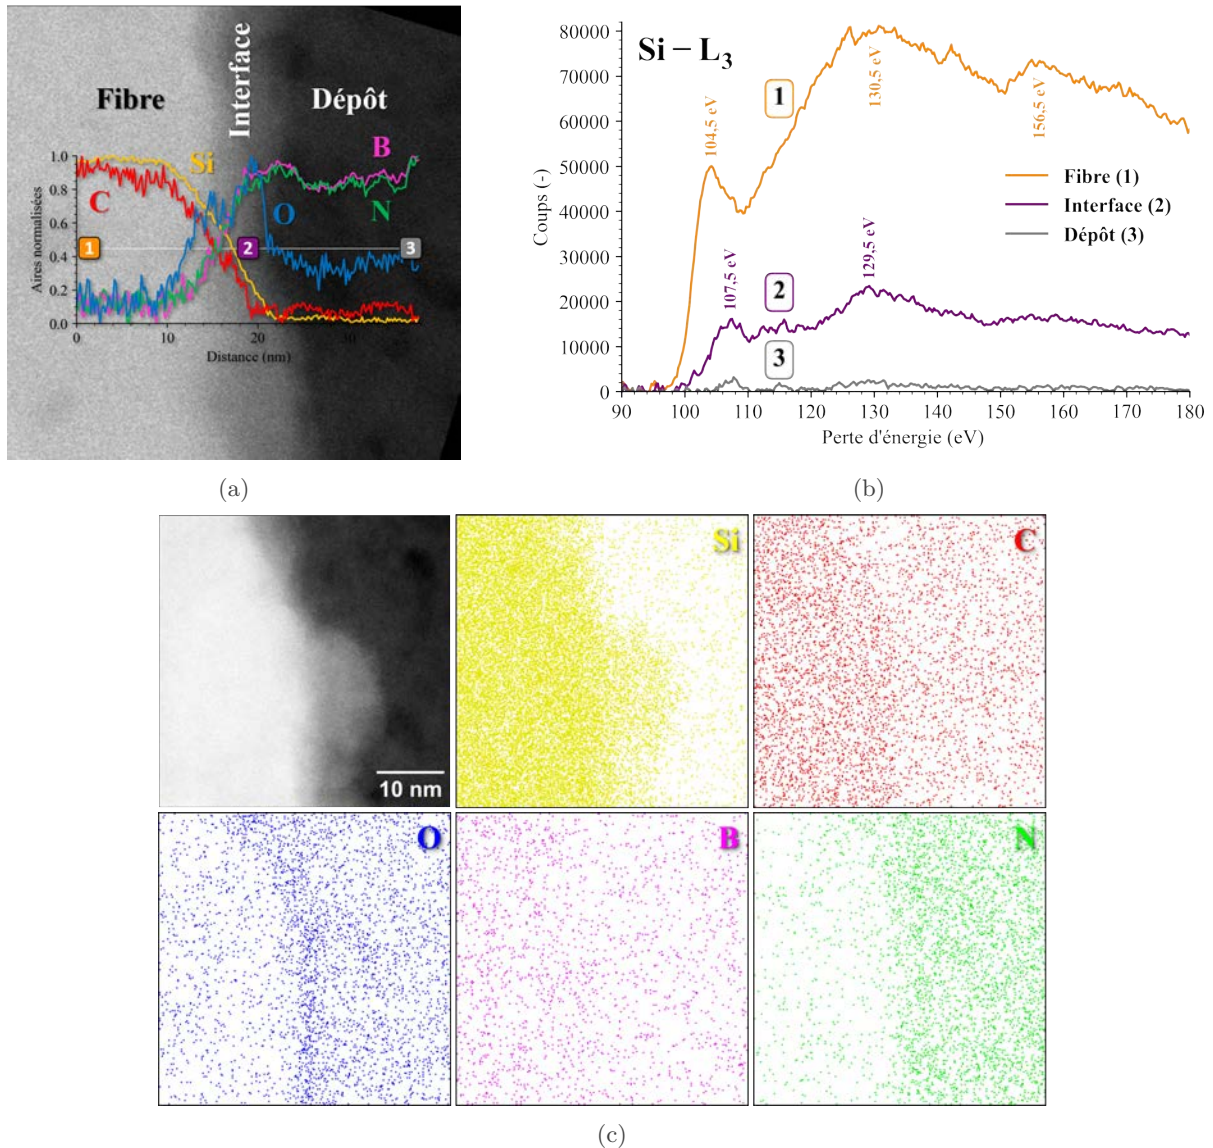 Fibre
Interface
Dépôt
Si
B
C
O
N
1
2
3
Aires normalisées
1.0
0.8
0.6
0.4
0.2
0.0
0
10
20
30
Distance (nm)
(a)
Si – L3
80000
70000
60000
50000
40000
30000
20000
10000
0
Coups (-)
104,5 eV
130,5 eV
156,5 eV
107,5 eV
129,5 eV
1
2
3
Fibre (1)
Interface (2)
Dépôt (3)
90
100
110
120
130
140
150
160
170
180
Perte d'énergie (eV)
(b)
10 nm
Si
C
O
B
N
(c)